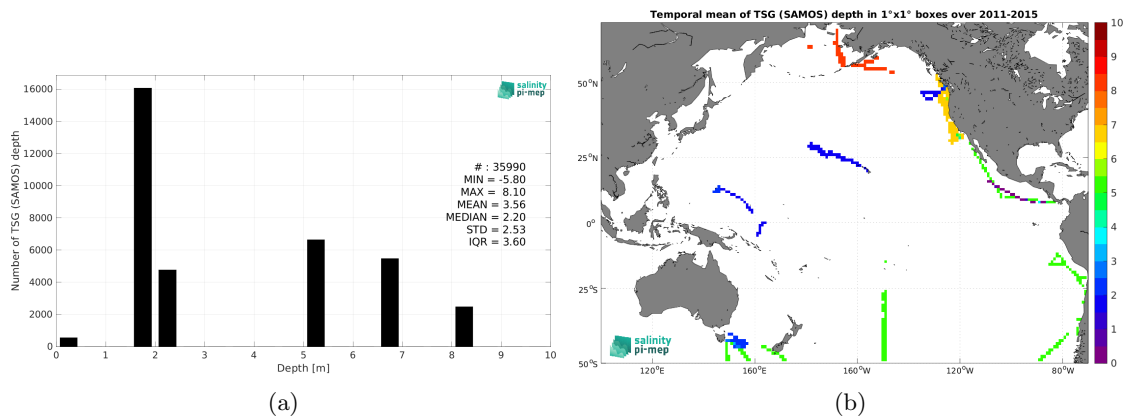 16000
14000
12000
10000
8000
6000
4000
2000
0
Number of TSG (SAMOS) depth
salinity
pi-mep
# : 35990
MIN = -5.80
MAX = 8.10
MEAN = 3.56
MEDIAN = 2.20
STD = 2.53
IQR = 3.60
0 1 2 3 4 5 6 7 8 9 10
Depth [m]
(a)
Temporal mean of TSG (SAMOS) depth in 1°x1° boxes over 2011-2015
50°N
25°N
0°
25°S
50°S
120°E 160°E 160°W 120°W 80°W
salinity
pi-mep
10
9
8
7
6
5
4
3
2
1
0
(b)